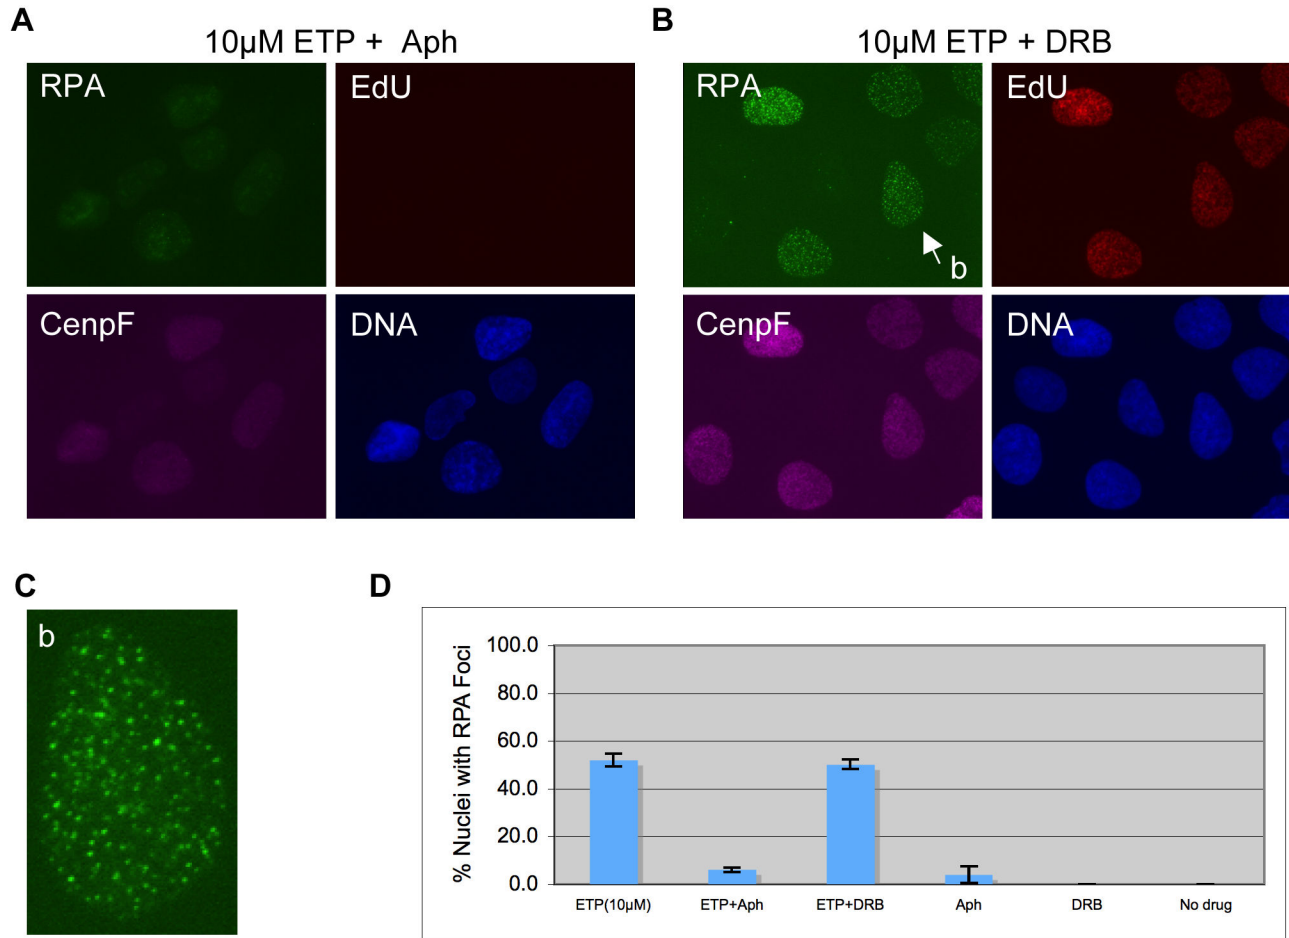 A
10µM ETP + Aph
RPA
EdU
CenpF
DNA
B
10µM ETP + DRB
RPA
EdU
b
CenpF
DNA
C
b
D
% Nuclei with RPA Foci
100.0
80.0
60.0
40.0
20.0
0.0
ETP(10µM) ETP+Aph ETP+DRB Aph DRB No drug